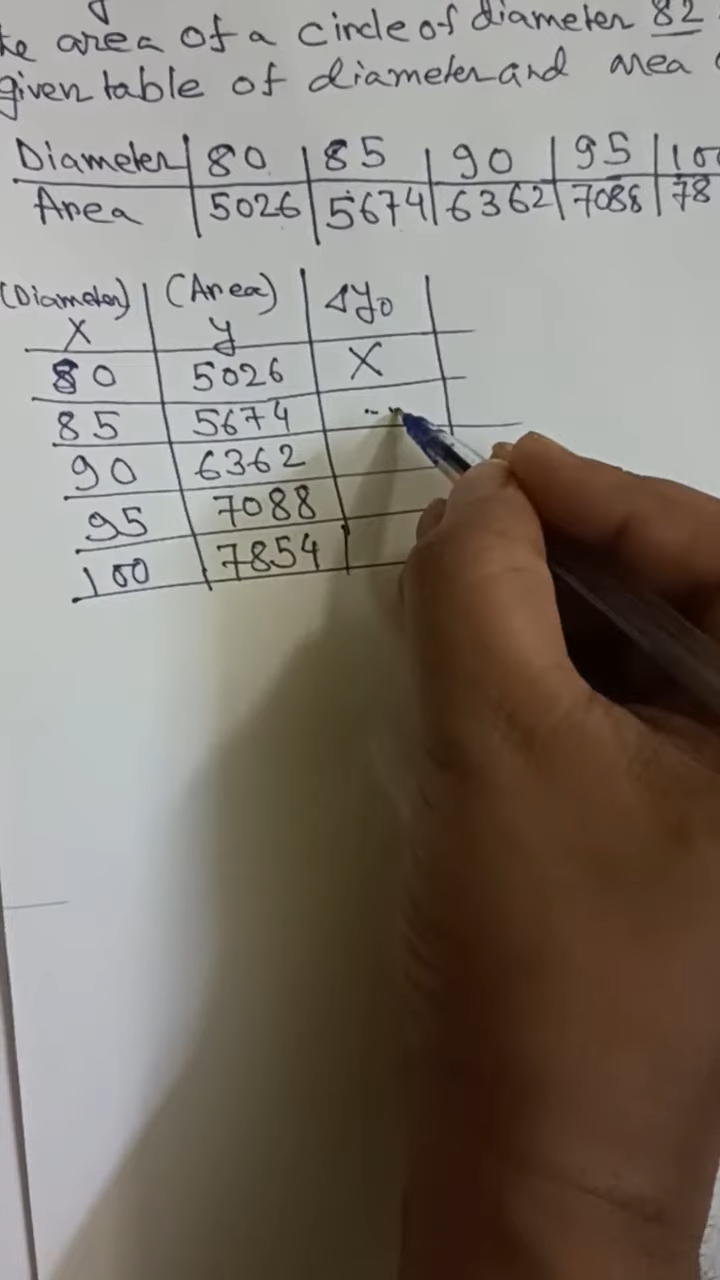 the area of a circle of diameter 82
given table of diameter and area
Diameter 80 85 90 95 100
Area 5026 5674 6362 7088 78
(Diameter) (Area) Δy₀
X y
80 5026 X
85 5674
90 6362
95 7088
100 7854